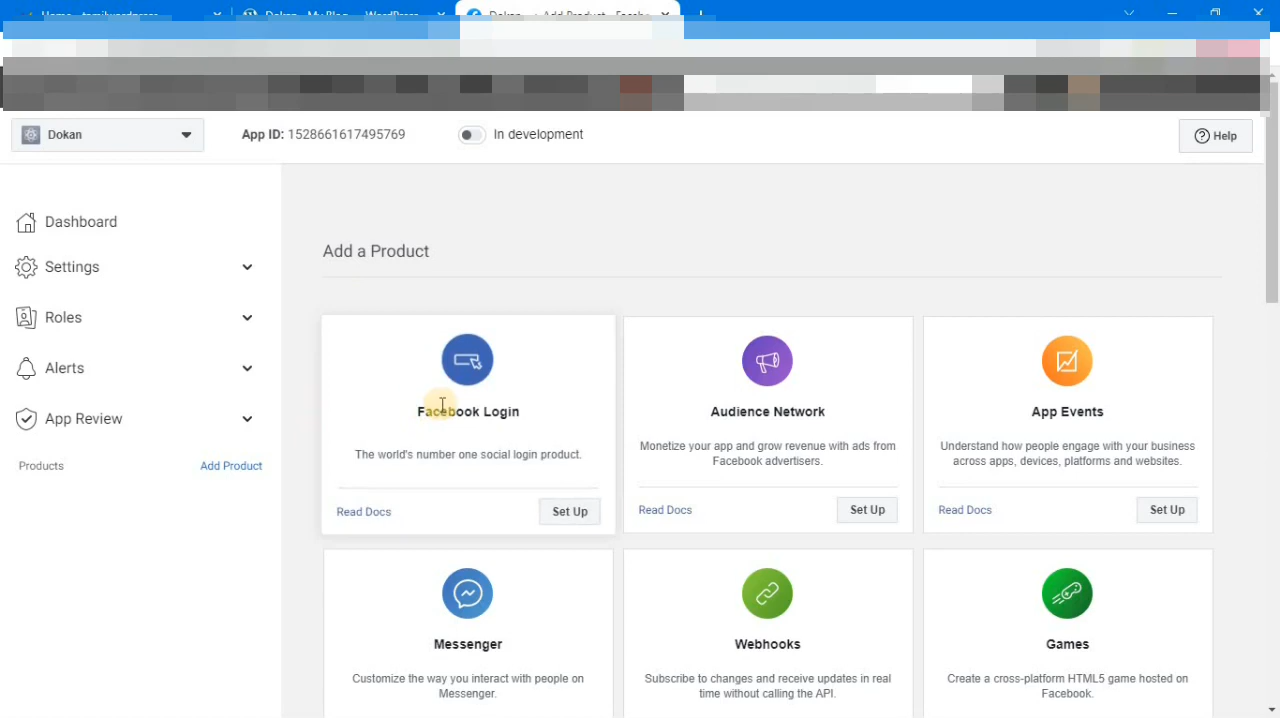 Dokan
App ID: 1528661617495769
In development
Help
Dashboard
Settings
Roles
Alerts
App Review
Products
Add Product
Add a Product
Facebook Login
The world's number one social login product.
Read Docs
Set Up
Audience Network
Monetize your app and grow revenue with ads from
Facebook advertisers.
Read Docs
Set Up
App Events
Understand how people engage with your business
across apps, devices, platforms and websites.
Read Docs
Set Up
Messenger
Customize the way you interact with people on
Messenger.
Webhooks
Subscribe to changes and receive updates in real
time without calling the API.
Games
Create a cross-platform HTML5 game hosted on
Facebook.